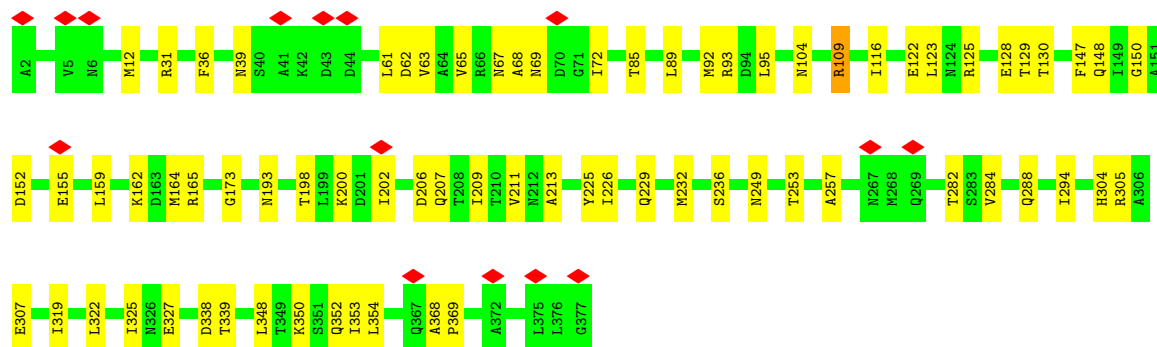 A2 V5 N6 M12 R31 F36 N39 S40 A41 K42 D43 D44 L61 D62 V63 A64 V65 R66 N67 A68 N69 D70 G71 I72 T85 L89 M92 R93 D94 L95 N104 R109 I116 E122 L123 N124 R125 E128 T129 T130 F147 Q148 I149 G150 A151
D152 E155 L159 K162 D163 M164 R165 G173 N193 T198 L199 K200 D201 I202 D206 Q207 T208 I209 T210 V211 N212 A213 Y225 I226 Q229 M232 S236 N249 T253 A257 N267 M268 Q269 T282 S283 V284 Q288 I294 H304 R305 A306
E307 I319 L322 I325 N326 E327 D338 T339 L348 T349 K350 S351 Q352 I353 L354 Q367 A368 P369 A372 L375 L376 G377